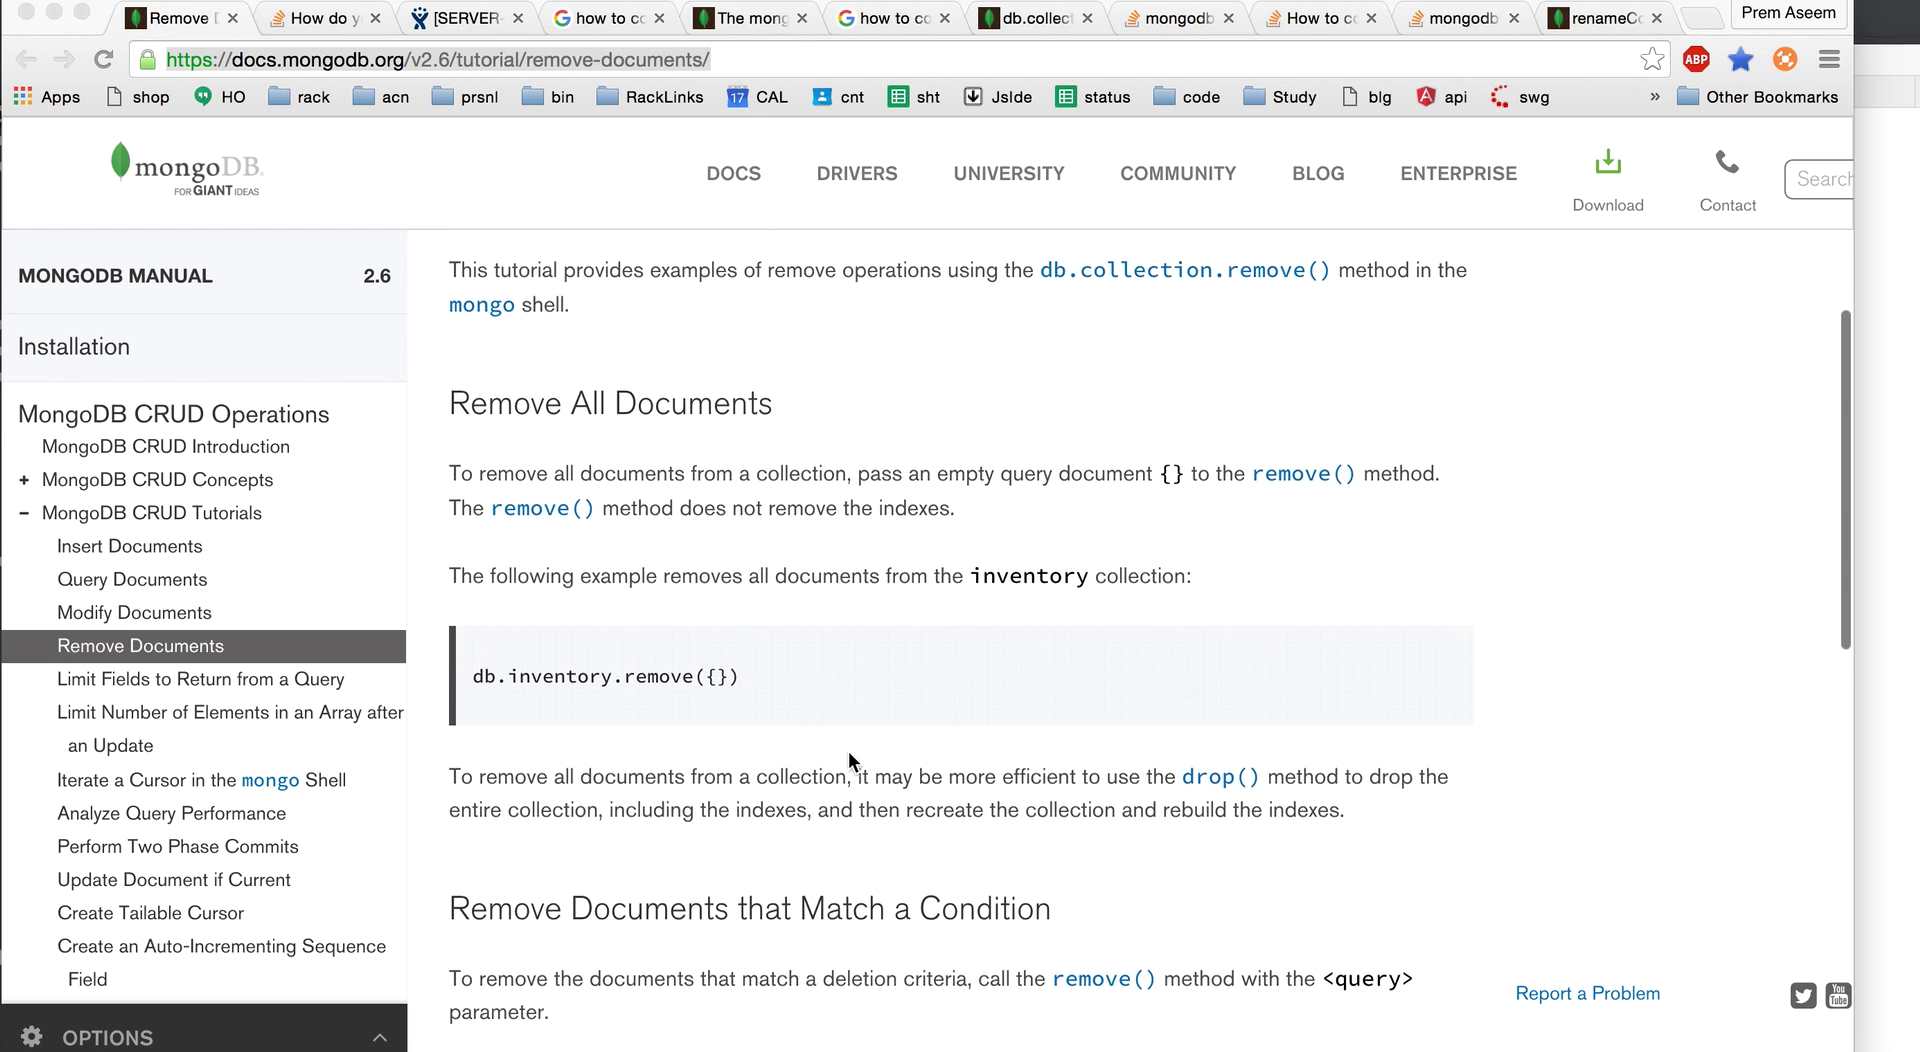 Remove D
How do y
[SERVER-
how to co
The mong
how to co
db.collect
mongodb
How to co
mongodb
renameCo
Prem Aseem
https://docs.mongodb.org/v2.6/tutorial/remove-documents/
ABP
Apps shop HO rack acn prsnl bin RackLinks 17 CAL cnt sht JsIde status code Study blg api swg » Other Bookmarks
mongoDB.
FOR GIANT IDEAS
DOCS DRIVERS UNIVERSITY COMMUNITY BLOG ENTERPRISE
Download
Contact
Search
MONGODB MANUAL 2.6
Installation
MongoDB CRUD Operations
MongoDB CRUD Introduction
+ MongoDB CRUD Concepts
− MongoDB CRUD Tutorials
Insert Documents
Query Documents
Modify Documents
Remove Documents
Limit Fields to Return from a Query
Limit Number of Elements in an Array after
an Update
Iterate a Cursor in the mongo Shell
Analyze Query Performance
Perform Two Phase Commits
Update Document if Current
Create Tailable Cursor
Create an Auto-Incrementing Sequence
Field
OPTIONS
This tutorial provides examples of remove operations using the db.collection.remove() method in the
mongo shell.
Remove All Documents
To remove all documents from a collection, pass an empty query document {} to the remove() method.
The remove() method does not remove the indexes.
The following example removes all documents from the inventory collection:
db.inventory.remove({})
To remove all documents from a collection, it may be more efficient to use the drop() method to drop the
entire collection, including the indexes, and then recreate the collection and rebuild the indexes.
Remove Documents that Match a Condition
To remove the documents that match a deletion criteria, call the remove() method with the <query>
parameter.
Report a Problem
You
Tube